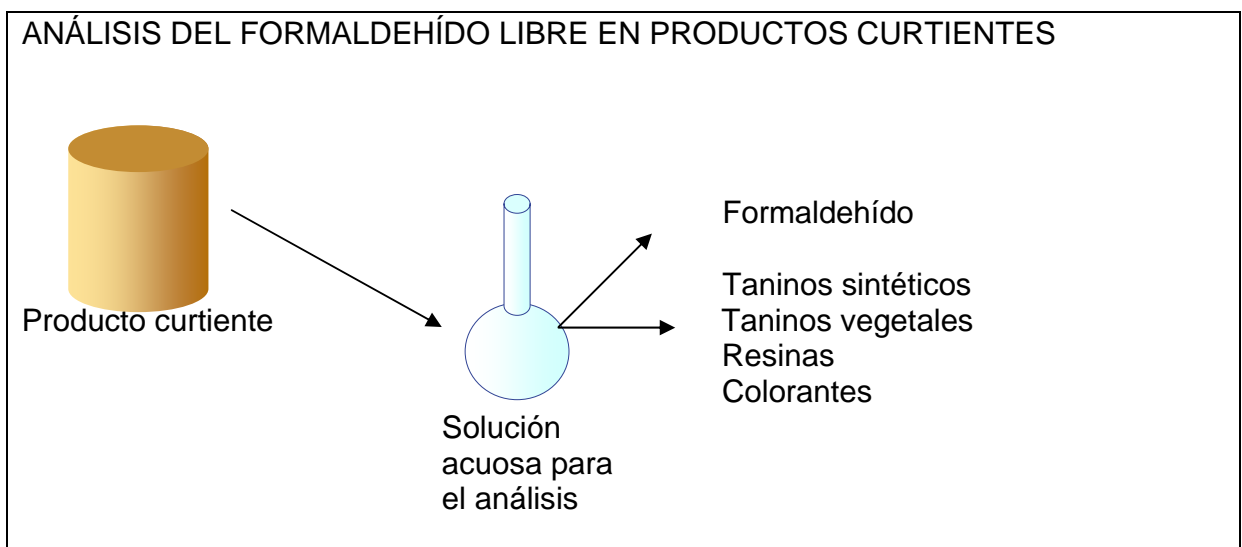 ANÁLISIS DEL FORMALDEHÍDO LIBRE EN PRODUCTOS CURTIENTES
Producto curtiente
Solución
acuosa para
el análisis
Formaldehído
Taninos sintéticos
Taninos vegetales
Resinas
Colorantes